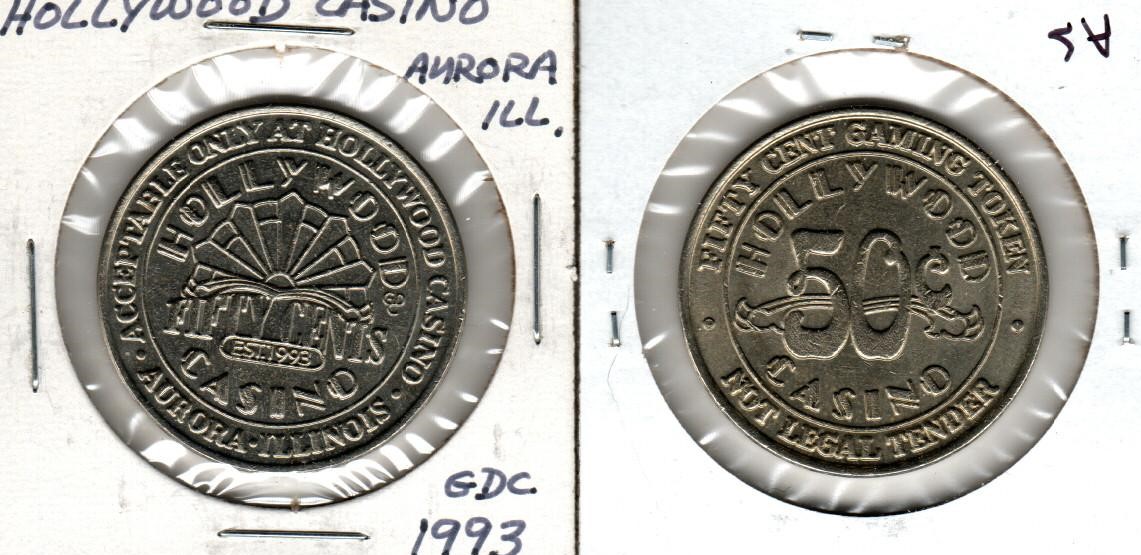 HOLLYWOOD CASINO
AURORA
ILL.
ACCEPTABLE ONLY AT HOLLYWOOD CASINO
HOLLYWOOD
FIFTY CENTS
EST. 1993
CASINO
• AURORA • ILLINOIS •
GDC.
1993
FIFTY CENT GAMING TOKEN
HOLLYWOOD
50¢
CASINO
NOT LEGAL TENDER